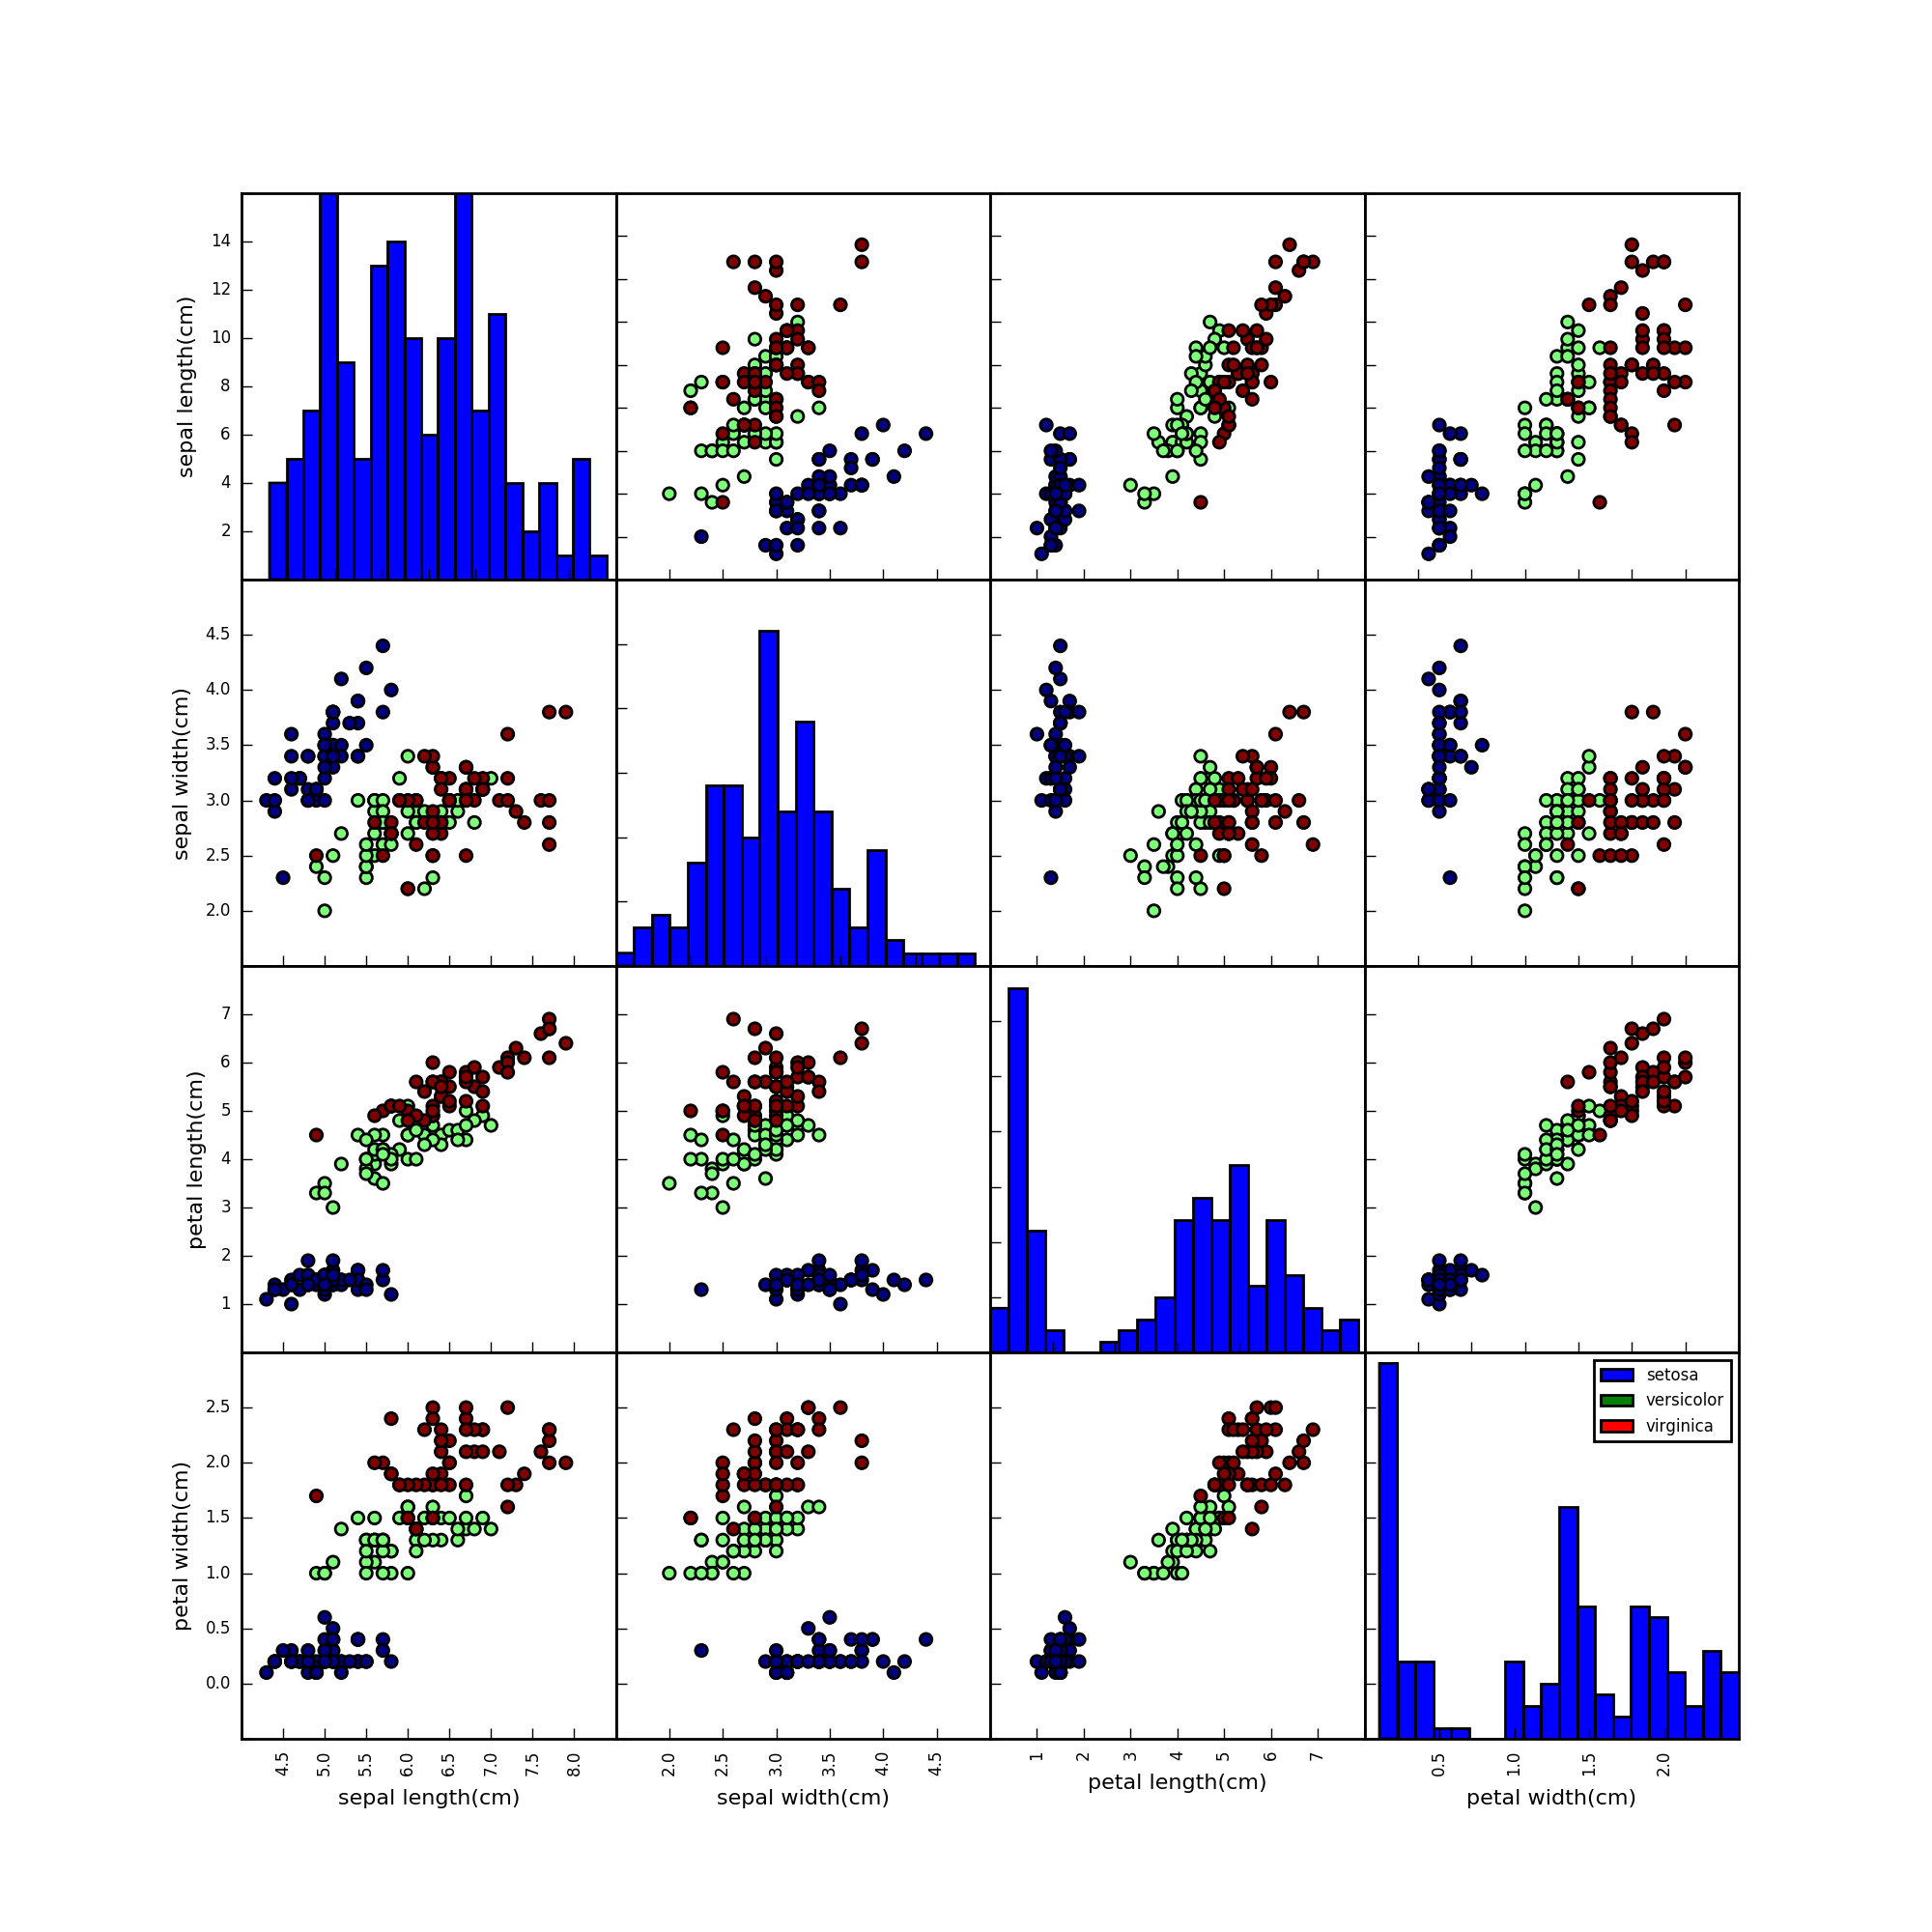 sepal length(cm)
14
12
10
8
6
4
2
sepal width(cm)
4.5
4.0
3.5
3.0
2.5
2.0
petal length(cm)
7
6
5
4
3
2
1
petal width(cm)
2.5
2.0
1.5
1.0
0.5
0.0
setosa
versicolor
virginica
4.5 5.0 5.5 6.0 6.5 7.0 7.5 8.0
2.0 2.5 3.0 3.5 4.0 4.5
1 2 3 4 5 6 7
0.5 1.0 1.5 2.0
sepal length(cm)
sepal width(cm)
petal length(cm)
petal width(cm)